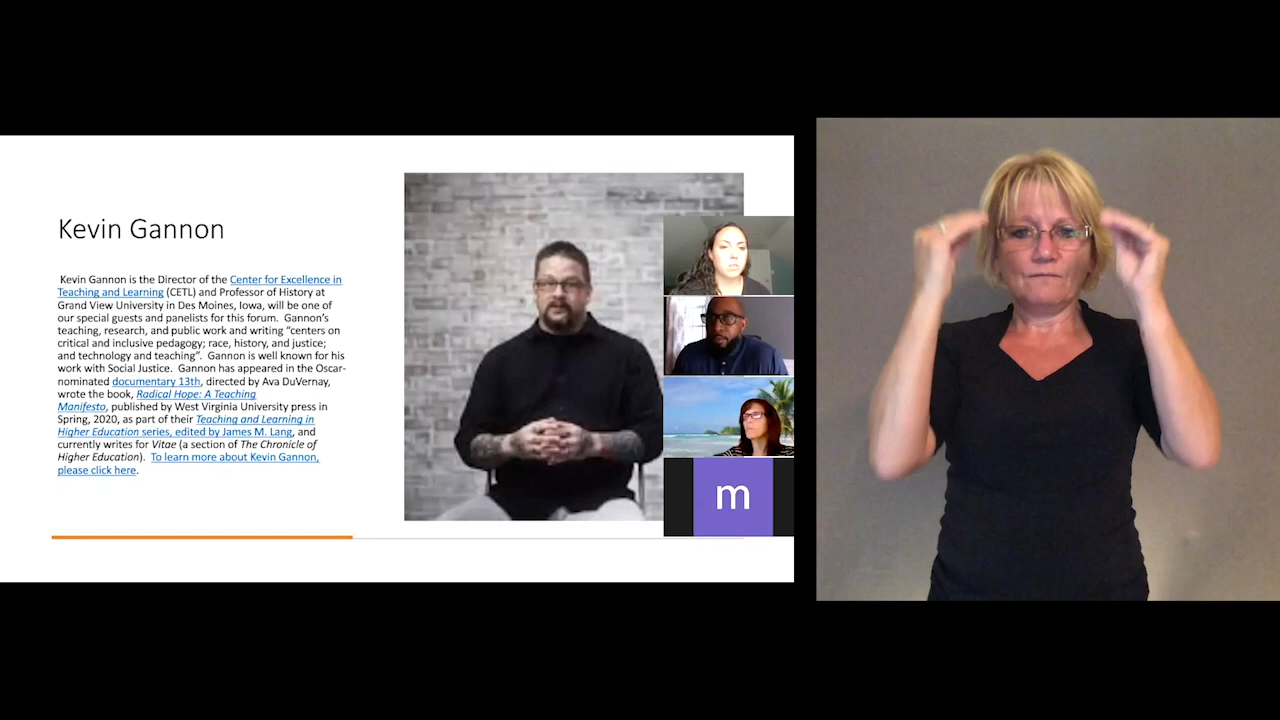 Kevin Gannon
Kevin Gannon is the Director of the Center for Excellence in
Teaching and Learning (CETL) and Professor of History at
Grand View University in Des Moines, Iowa, will be one of
our special guests and panelists for this forum. Gannon's
teaching, research, and public work and writing “centers on
critical and inclusive pedagogy; race, history, and justice;
and technology and teaching”. Gannon is well known for his
work with Social Justice. Gannon has appeared in the Oscar-
nominated documentary 13th, directed by Ava DuVernay,
wrote the book, Radical Hope: A Teaching
Manifesto, published by West Virginia University press in
Spring, 2020, as part of their Teaching and Learning in
Higher Education series, edited by James M. Lang, and
currently writes for Vitae (a section of The Chronicle of
Higher Education). To learn more about Kevin Gannon,
please click here.
m